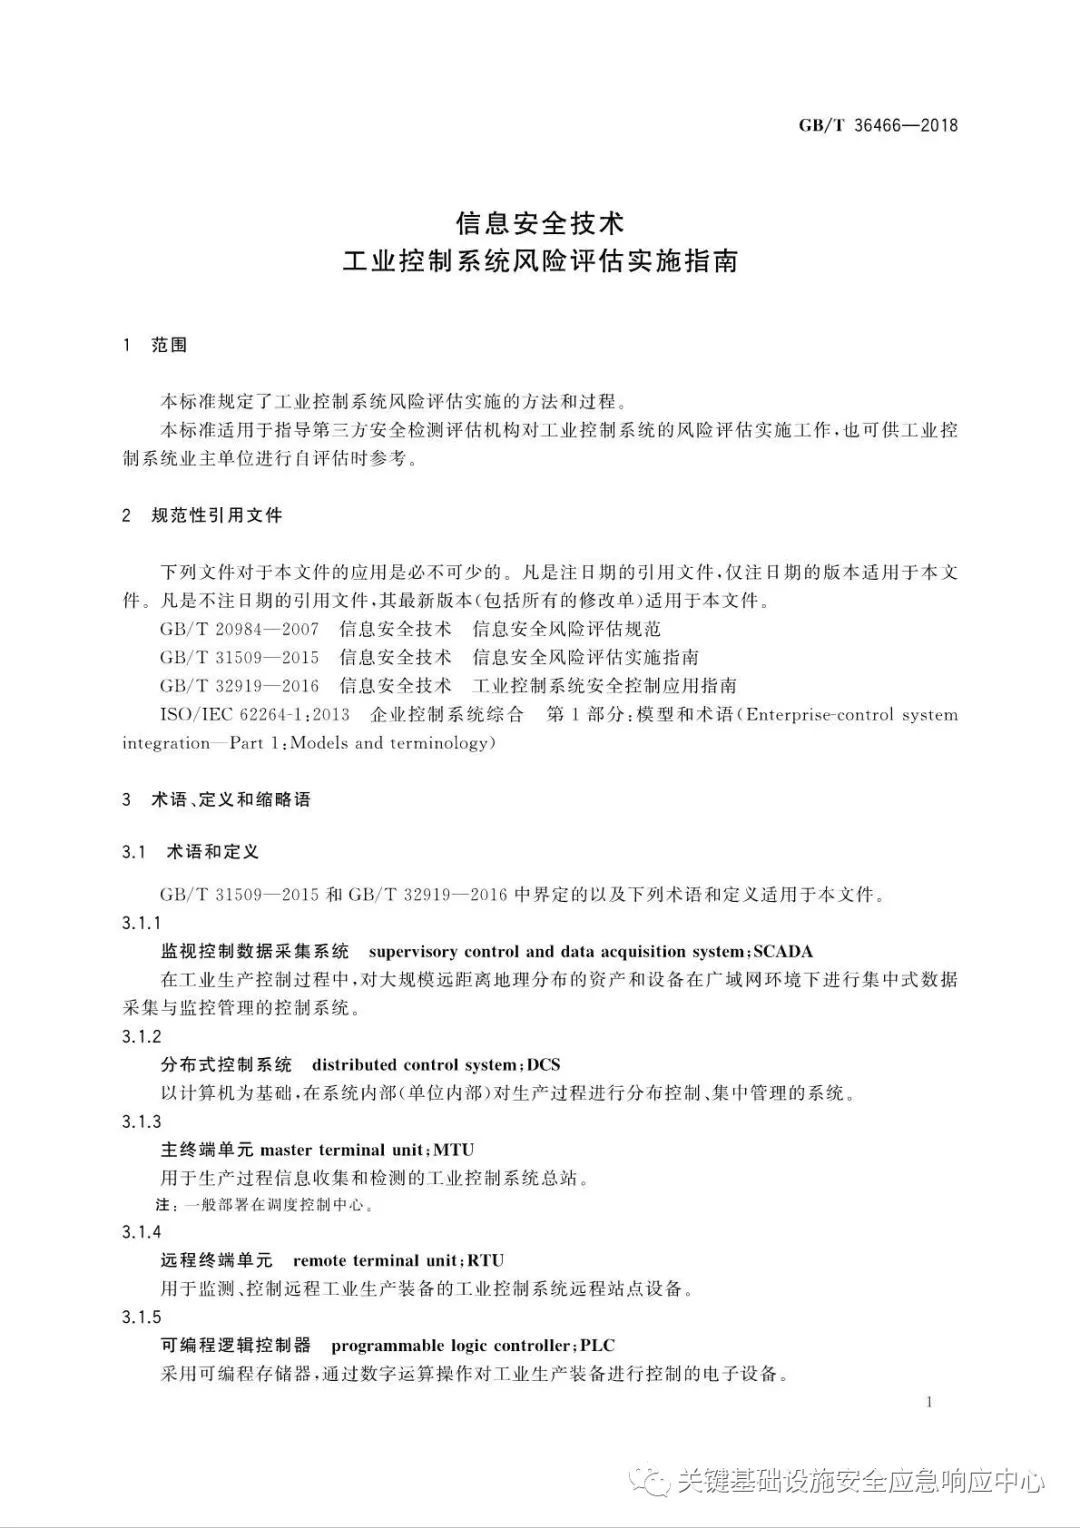 GB/T 36466—2018
信息安全技术
工业控制系统风险评估实施指南
1 范围
本标准规定了工业控制系统风险评估实施的方法和过程。
本标准适用于指导第三方安全检测评估机构对工业控制系统的风险评估实施工作,也可供工业控
制系统业主单位进行自评估时参考。
2 规范性引用文件
下列文件对于本文件的应用是必不可少的。凡是注日期的引用文件,仅注日期的版本适用于本文
件。凡是不注日期的引用文件,其最新版本(包括所有的修改单)适用于本文件。
GB/T 20984—2007 信息安全技术 信息安全风险评估规范
GB/T 31509—2015 信息安全技术 信息安全风险评估实施指南
GB/T 32919—2016 信息安全技术 工业控制系统安全控制应用指南
ISO/IEC 62264-1:2013 企业控制系统综合 第1部分:模型和术语(Enterprise-control system
integration—Part 1:Models and terminology)
3 术语、定义和缩略语
3.1 术语和定义
GB/T 31509—2015 和 GB/T 32919—2016 中界定的以及下列术语和定义适用于本文件。
3.1.1
监视控制数据采集系统 supervisory control and data acquisition system;SCADA
在工业生产控制过程中,对大规模远距离地理分布的资产和设备在广域网环境下进行集中式数据
采集与监控管理的控制系统。
3.1.2
分布式控制系统 distributed control system;DCS
以计算机为基础,在系统内部(单位内部)对生产过程进行分布控制、集中管理的系统。
3.1.3
主终端单元 master terminal unit;MTU
用于生产过程信息收集和检测的工业控制系统总站。
注:一般部署在调度控制中心。
3.1.4
远程终端单元 remote terminal unit;RTU
用于监测、控制远程工业生产装备的工业控制系统远程站点设备。
3.1.5
可编程逻辑控制器 programmable logic controller;PLC
采用可编程存储器,通过数字运算操作对工业生产装备进行控制的电子设备。
1
关键基础设施安全应急响应中心